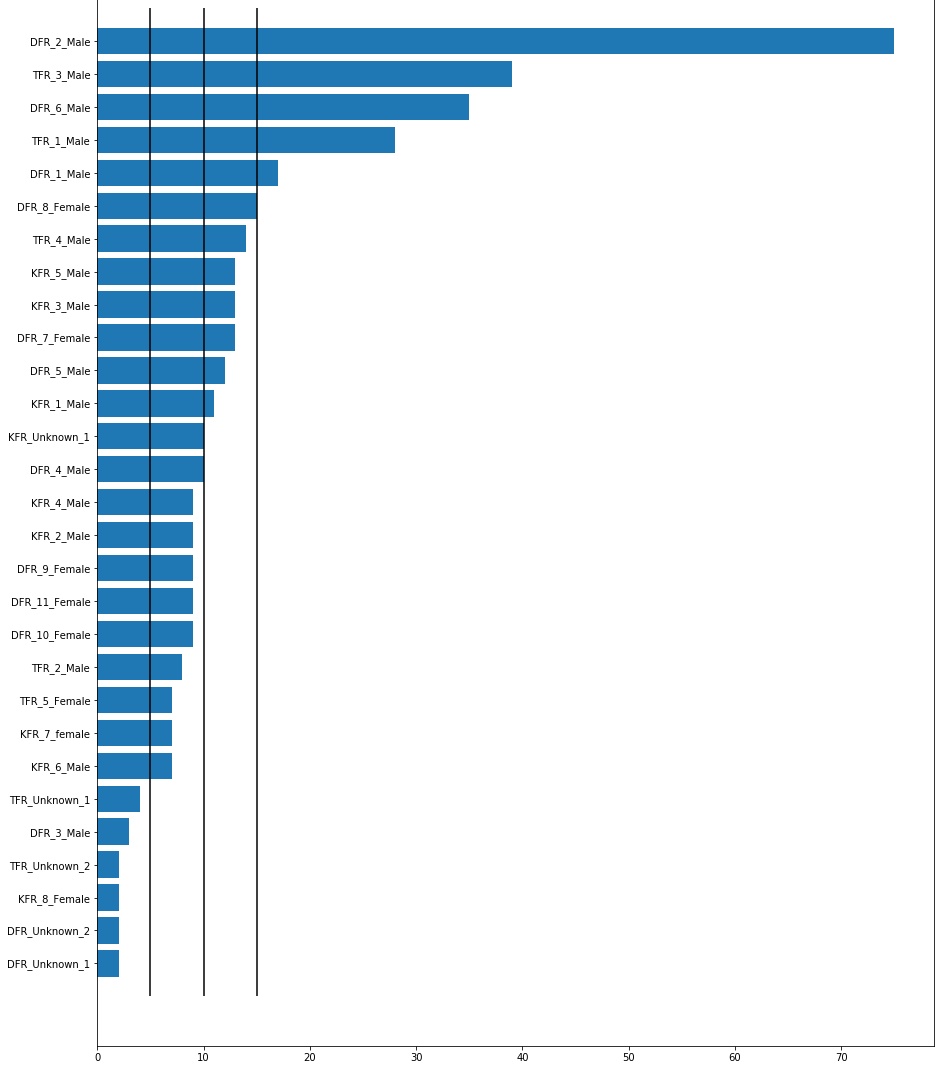 DFR_2_Male
TFR_3_Male
DFR_6_Male
TFR_1_Male
DFR_1_Male
DFR_8_Female
TFR_4_Male
KFR_5_Male
KFR_3_Male
DFR_7_Female
DFR_5_Male
KFR_1_Male
KFR_Unknown_1
DFR_4_Male
KFR_4_Male
KFR_2_Male
DFR_9_Female
DFR_11_Female
DFR_10_Female
TFR_2_Male
TFR_5_Female
KFR_7_female
KFR_6_Male
TFR_Unknown_1
DFR_3_Male
TFR_Unknown_2
KFR_8_Female
DFR_Unknown_2
DFR_Unknown_1
0 10 20 30 40 50 60 70